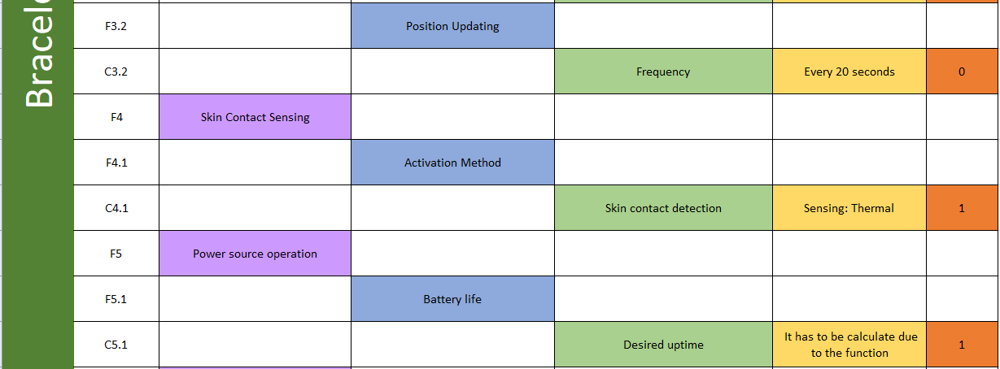 Bracel
F3.2
Position Updating
C3.2
Frequency
Every 20 seconds
0
F4
Skin Contact Sensing
F4.1
Activation Method
C4.1
Skin contact detection
Sensing: Thermal
1
F5
Power source operation
F5.1
Battery life
C5.1
Desired uptime
It has to be calculate due
to the function
1